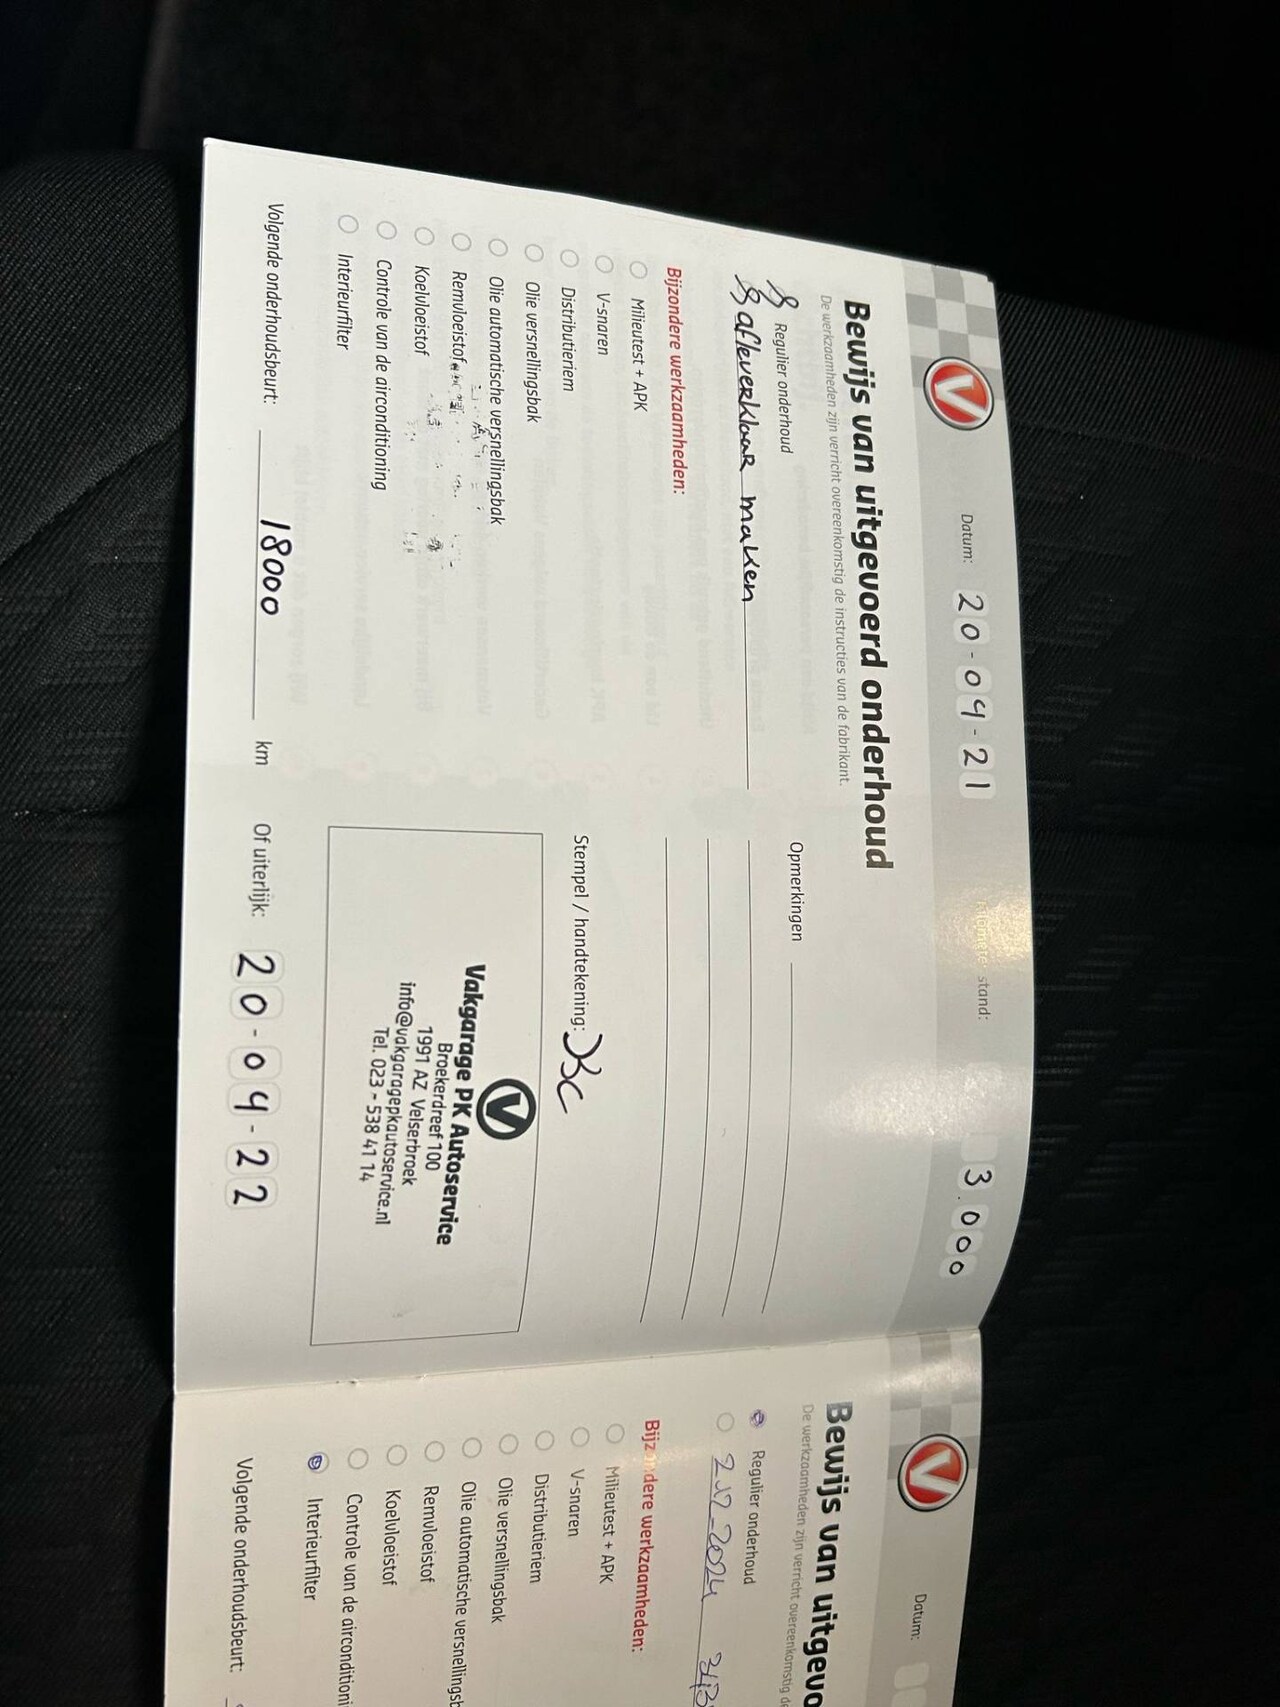 Datum: 20-09-21
stand: 3.000
Bewijs van uitgevoerd onderhoud
De werkzaamheden zijn verricht overeenkomstig de instructies van de fabrikant.
Regulier onderhoud
afleverklaar maken
Opmerkingen
Bijzondere werkzaamheden:
Milieutest + APK
V-snaren
Distributieriem
Olie versnellingsbak
Olie automatische versnellingsbak
Remvloeistof
Koelvloeistof
Controle van de airconditioning
Interieurfilter
Stempel / handtekening:
V
Vakgarage PK Autoservice
Broekerdreef 100
1991 AZ Velserbroek
info@vakgaragepkautoservice.nl
Tel. 023 - 538 41 14
Volgende onderhoudsbeurt: 18000 km Of uiterlijk: 20-09-22
Datum:
Bewijs van uitgevo
De werkzaamheden zijn verricht overeenkomstig de
Regulier onderhoud
2-12-2024
Bijzondere werkzaamheden:
Milieutest + APK
V-snaren
Distributieriem
Olie versnellingsbak
Olie automatische versnellingsb
Remvloeistof
Koelvloeistof
Controle van de airconditioni
Interieurfilter
Volgende onderhoudsbeurt: